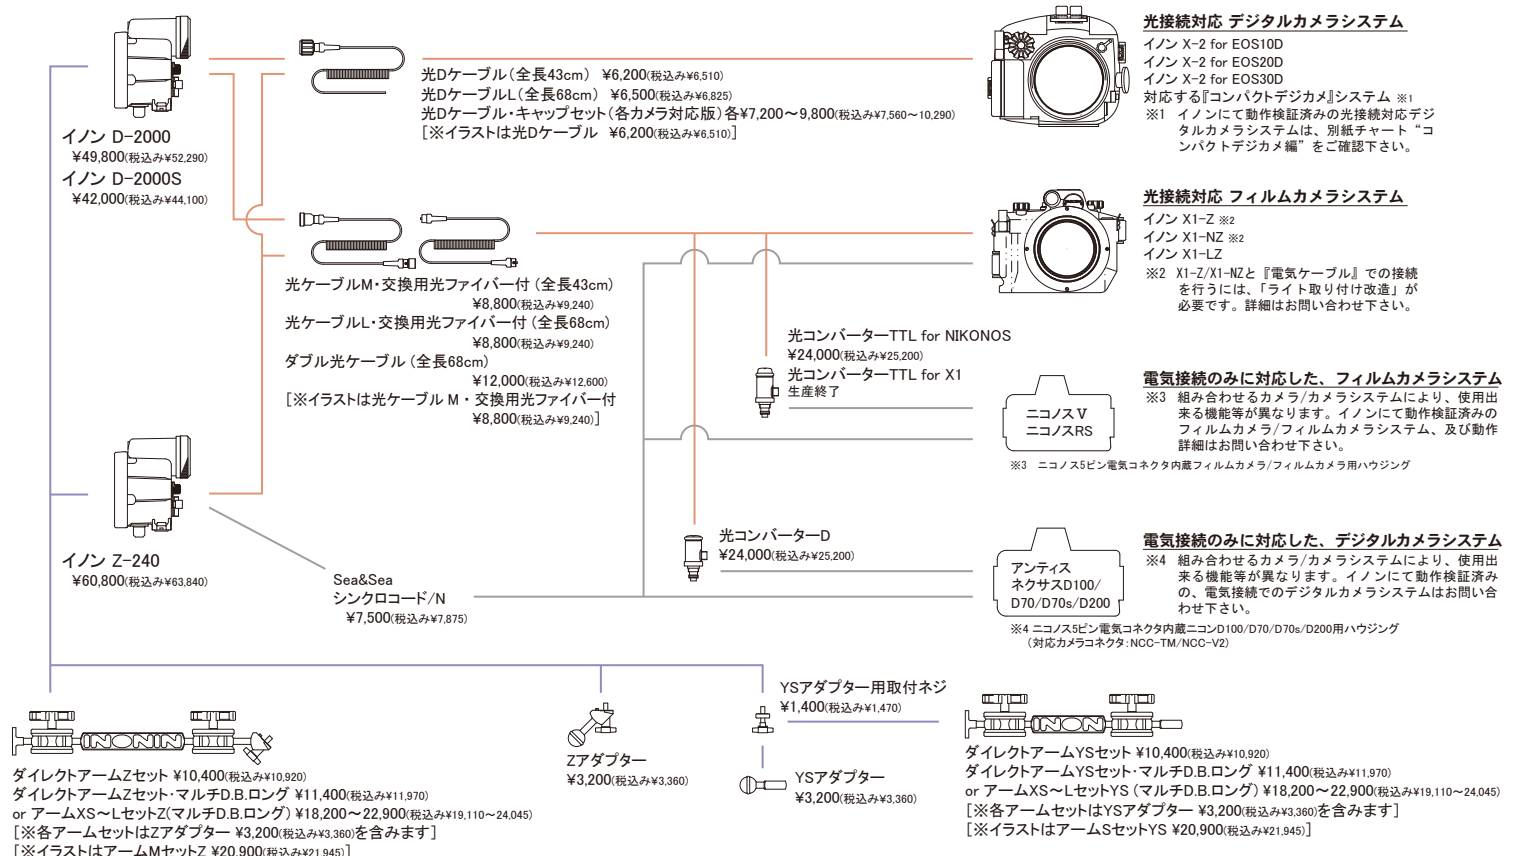 イノン D-2000
¥49,800(税込み¥52,290)
イノン D-2000S
¥42,000(税込み¥44,100)
光Dケーブル(全長43cm) ¥6,200(税込み¥6,510)
光DケーブルL(全長68cm) ¥6,500(税込み¥6,825)
光Dケーブル・キャップセット(各カメラ対応版)各¥7,200～9,800(税込み¥7,560～10,290)
[※イラストは光Dケーブル ¥6,200(税込み¥6,510)]
光接続対応 デジタルカメラシステム
イノン X-2 for EOS10D
イノン X-2 for EOS20D
イノン X-2 for EOS30D
対応する『コンパクトデジカメ』システム ※1
※1 イノンにて動作検証済みの光接続対応デジ
タルカメラシステムは、別紙チャート“コ
ンパクトデジカメ編”をご確認下さい。
光接続対応 フィルムカメラシステム
イノン X1-Z ※2
イノン X1-NZ ※2
イノン X1-LZ
※2 X1-Z/X1-NZと『電気ケーブル』での接続
を行うには、「ライト取り付け改造」が
必要です。詳細はお問い合わせ下さい。
光ケーブルM・交換用光ファイバー付 (全長43cm)
¥8,800(税込み¥9,240)
光ケーブルL・交換用光ファイバー付 (全長68cm)
¥8,800(税込み¥9,240)
ダブル光ケーブル (全長68cm)
¥12,000(税込み¥12,600)
[※イラストは光ケーブル M・交換用光ファイバー付
¥8,800(税込み¥9,240)]
光コンバーターTTL for NIKONOS
¥24,000(税込み¥25,200)
光コンバーターTTL for X1
生産終了
ニコノスⅤ
ニコノスRS
電気接続のみに対応した、フィルムカメラシステム
※3 組み合わせるカメラ/カメラシステムにより、使用出
来る機能等が異なります。イノンにて動作検証済みの
フィルムカメラ/フィルムカメラシステム、及び動作
詳細はお問い合わせ下さい。
※3 ニコノス5ピン電気コネクタ内蔵フィルムカメラ/フィルムカメラ用ハウジング
イノン Z-240
¥60,800(税込み¥63,840)
Sea&Sea
シンクロコード/N
¥7,500(税込み¥7,875)
光コンバーターD
¥24,000(税込み¥25,200)
アンティス
ネクサスD100/
D70/D70s/D200
電気接続のみに対応した、デジタルカメラシステム
※4 組み合わせるカメラ/カメラシステムにより、使用出
来る機能等が異なります。イノンにて動作検証済み
の、電気接続でのデジタルカメラシステムはお問い合
わせ下さい。
※4 ニコノス5ピン電気コネクタ内蔵ニコンD100/D70/D70s/D200用ハウジング
(対応カメラコネクタ:NCC-TM/NCC-V2)
INON
ダイレクトアームZセット ¥10,400(税込み¥10,920)
ダイレクトアームZセット・マルチD.B.ロング ¥11,400(税込み¥11,970)
or アームXS～LセットZ(マルチD.B.ロング) ¥18,200～22,900(税込み¥19,110～24,045)
[※各アームセットはZアダプター ¥3,200(税込み¥3,360)を含みます]
[※イラストはアームMセットZ ¥20,900(税込み¥21,945)]
Zアダプター
¥3,200(税込み¥3,360)
YSアダプター用取付ネジ
¥1,400(税込み¥1,470)
YSアダプター
¥3,200(税込み¥3,360)
INON
ダイレクトアームYSセット ¥10,400(税込み¥10,920)
ダイレクトアームYSセット・マルチD.B.ロング ¥11,400(税込み¥11,970)
or アームXS～LセットYS (マルチD.B.ロング) ¥18,200～22,900(税込み¥19,110～24,045)
[※各アームセットはYSアダプター ¥3,200(税込み¥3,360)を含みます]
[※イラストはアームSセットYS ¥20,900(税込み¥21,945)]